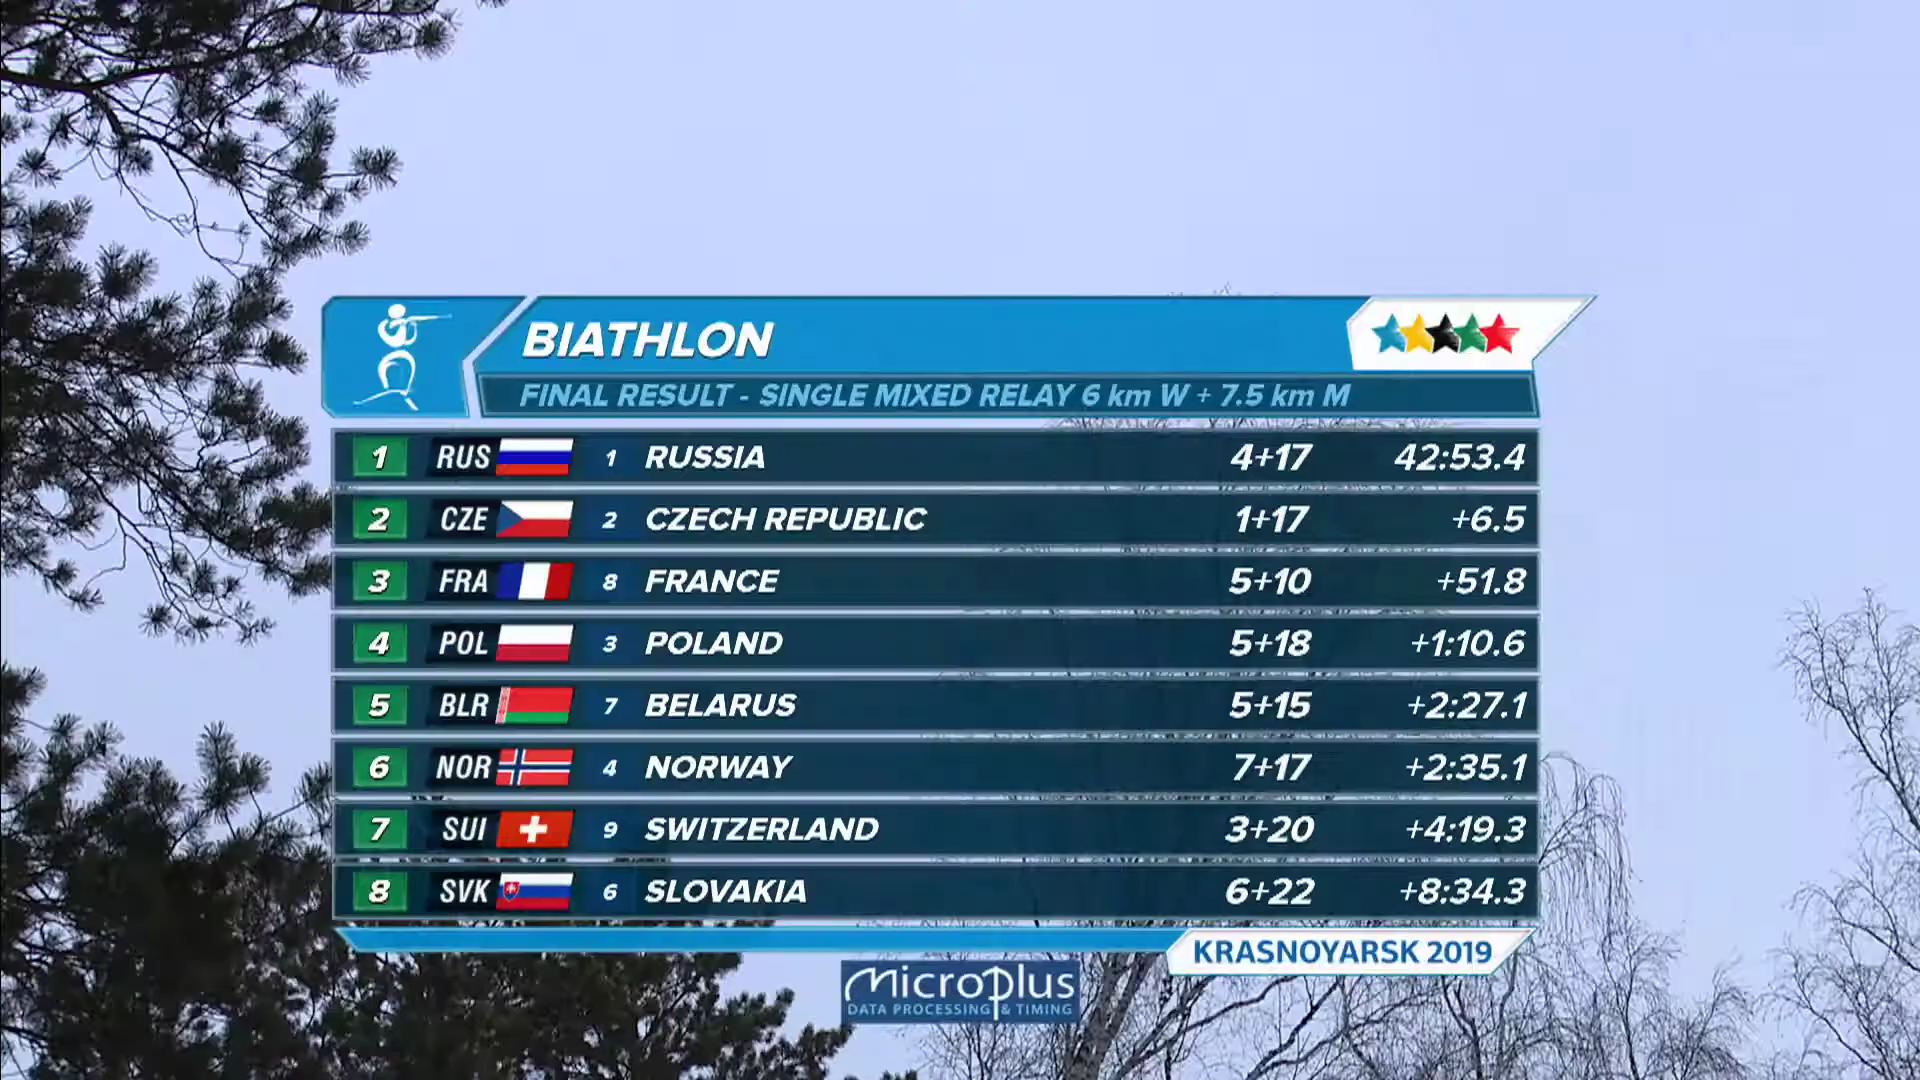 BIATHLON
FINAL RESULT - SINGLE MIXED RELAY 6 km W + 7.5 km M
1 RUS 1 RUSSIA 4+17 42:53.4
2 CZE 2 CZECH REPUBLIC 1+17 +6.5
3 FRA 8 FRANCE 5+10 +51.8
4 POL 3 POLAND 5+18 +1:10.6
5 BLR 7 BELARUS 5+15 +2:27.1
6 NOR 4 NORWAY 7+17 +2:35.1
7 SUI 9 SWITZERLAND 3+20 +4:19.3
8 SVK 6 SLOVAKIA 6+22 +8:34.3
KRASNOYARSK 2019
Microplus
DATA PROCESSING & TIMING